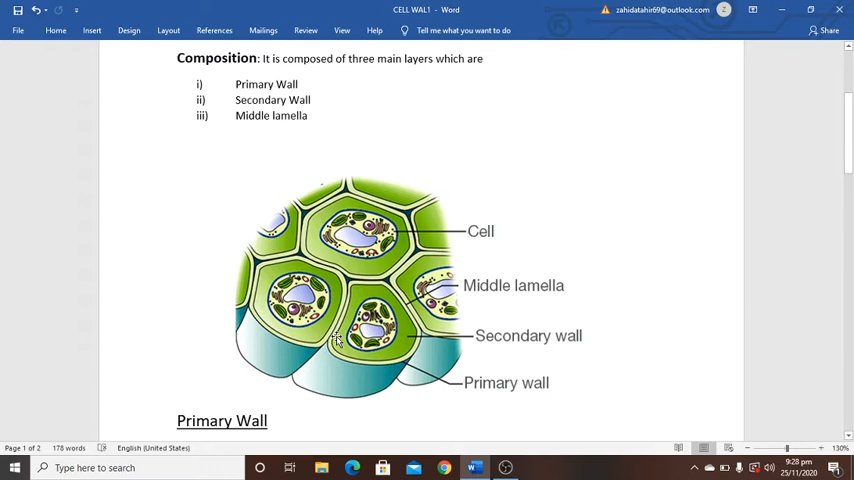 CELL WAL1 - Word
zahidatahir69@outlook.com
Z
File Home Insert Design Layout References Mailings Review View Help Tell me what you want to do Share
Composition: It is composed of three main layers which are
i) Primary Wall
ii) Secondary Wall
iii) Middle lamella
Cell
Middle lamella
Secondary wall
Primary wall
Primary Wall
Page 1 of 2 178 words English (United States) 130%
Type here to search
W
9:28 pm
25/11/2020
1